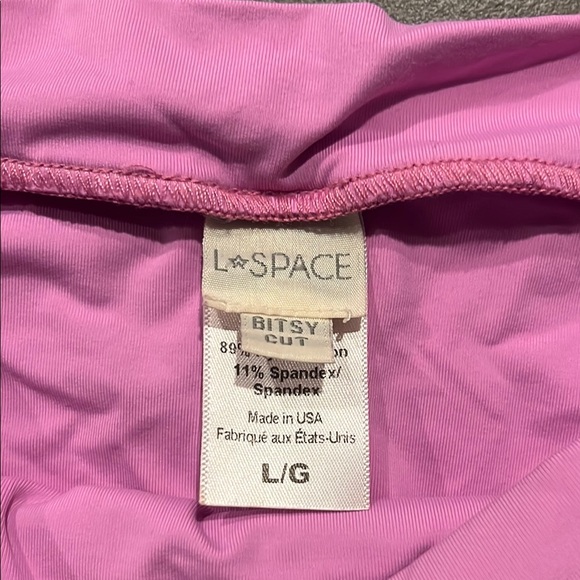 L★SPACE
BITSY
CUT
89%
11% Spandex/
Spandex
Made in USA
Fabriqué aux États-Unis
L/G